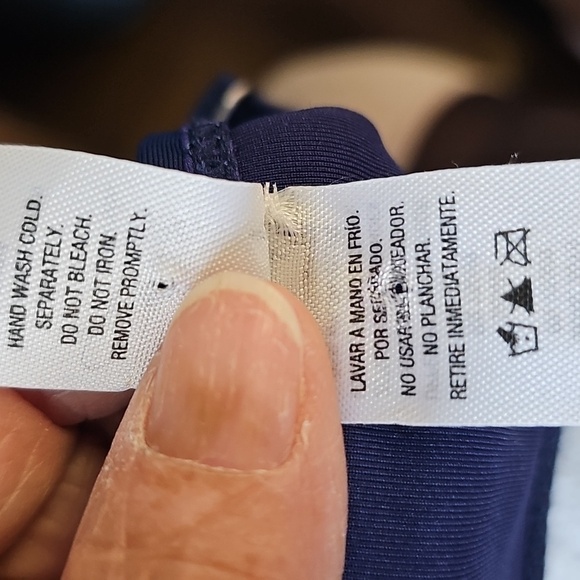 HAND WASH COLD.
SEPARATELY.
DO NOT BLEACH.
DO NOT IRON.
REMOVE PROMPTLY.
LAVAR A MANO EN FRÍO.
POR SEPARADO.
NO USAR BLANQUEADOR.
NO PLANCHAR.
RETIRE INMEDIATAMENTE.